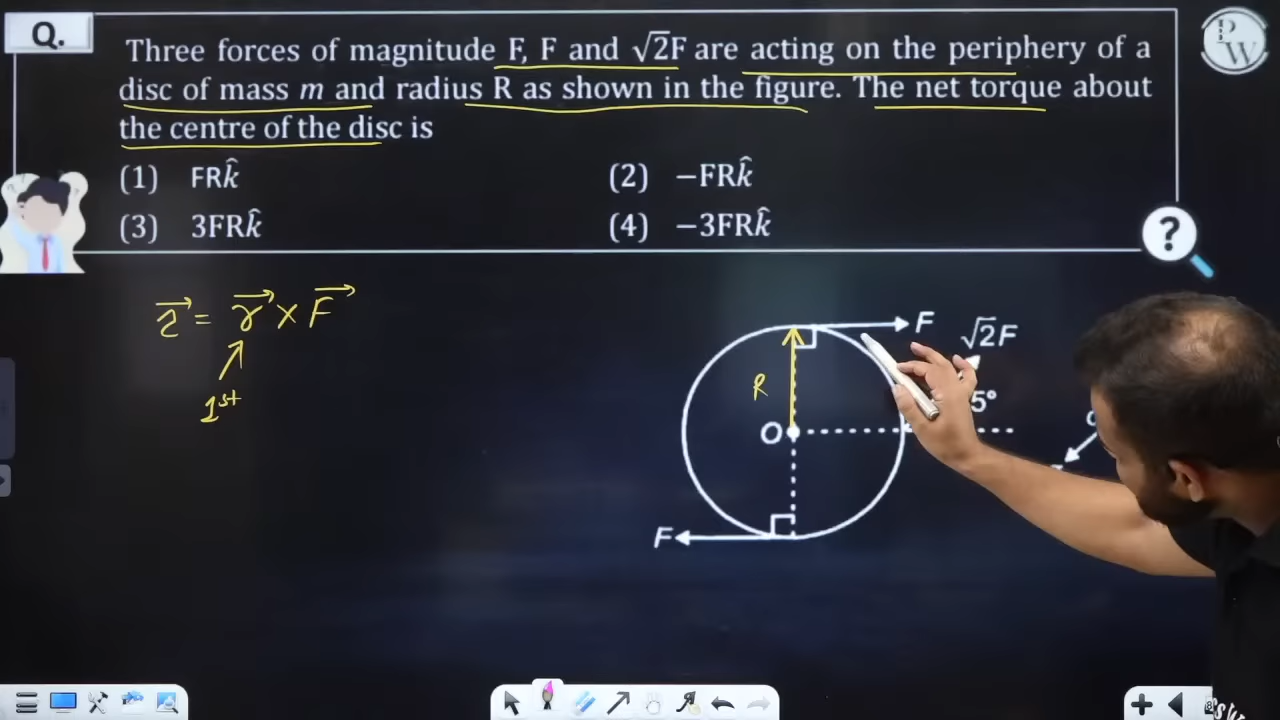 Q.
Three forces of magnitude F, F and √2F are acting on the periphery of a
disc of mass m and radius R as shown in the figure. The net torque about
the centre of the disc is
(1) FRk̂
(2) −FRk̂
(3) 3FRk̂
(4) −3FRk̂
P
W
?
τ⃗ = r⃗ × F⃗
1st
F
√2F
R
5°
O
F